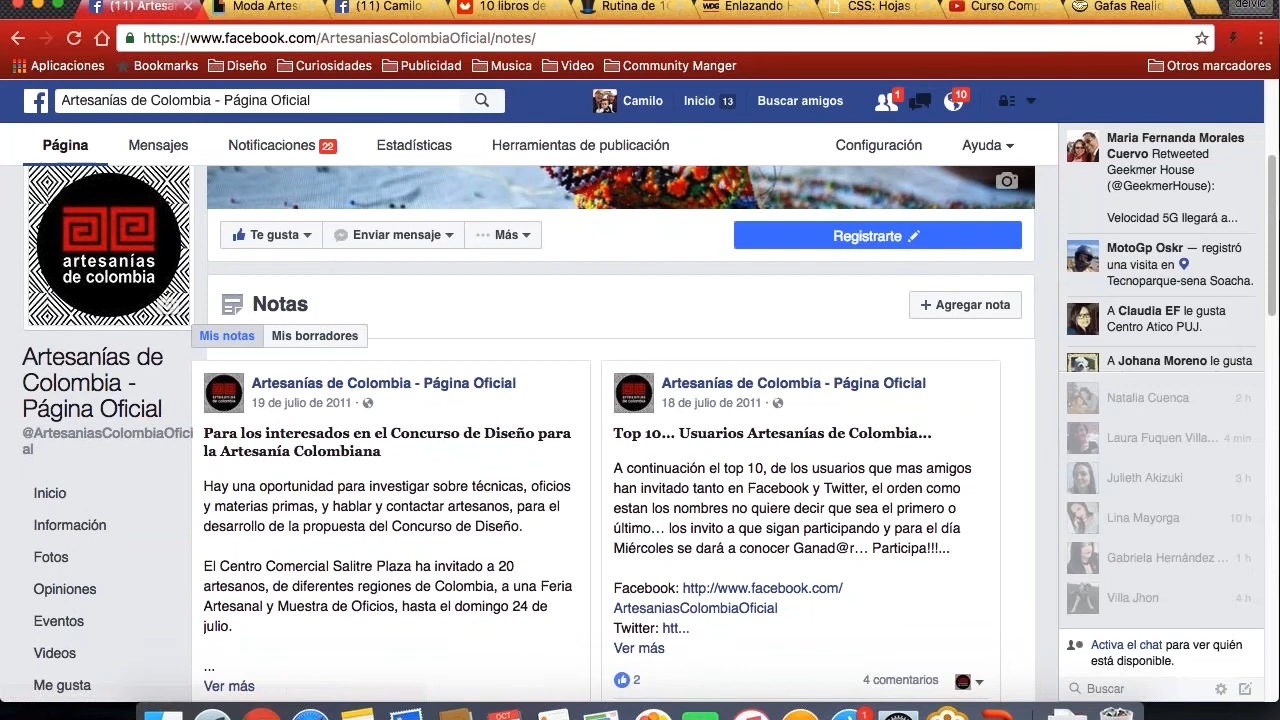 (11) Artesar
Moda Artes
(11) Camilo
10 libros de
Rutina de 10
Enlazando H
CSS: Hojas
Curso Comp
Gafas Realid
delvic
https://www.facebook.com/ArtesaniasColombiaOficial/notes/
Aplicaciones Bookmarks Diseño Curiosidades Publicidad Musica Video Community Manger Otros marcadores
Artesanías de Colombia - Página Oficial
Camilo Inicio 13 Buscar amigos 1 10
Página Mensajes Notificaciones 22 Estadísticas Herramientas de publicación Configuración Ayuda
artesanías
de colombia
Artesanías de
Colombia -
Página Oficial
@ArtesaniasColombiaOfici
al
Inicio
Información
Fotos
Opiniones
Eventos
Videos
Me gusta
Te gusta Enviar mensaje Más Registrarte
Notas + Agregar nota
Mis notas Mis borradores
Artesanías de Colombia - Página Oficial
19 de julio de 2011 ·
Para los interesados en el Concurso de Diseño para
la Artesanía Colombiana
Hay una oportunidad para investigar sobre técnicas, oficios
y materias primas, y hablar y contactar artesanos, para el
desarrollo de la propuesta del Concurso de Diseño.
El Centro Comercial Salitre Plaza ha invitado a 20
artesanos, de diferentes regiones de Colombia, a una Feria
Artesanal y Muestra de Oficios, hasta el domingo 24 de
julio.
...
Ver más
Artesanías de Colombia - Página Oficial
18 de julio de 2011 ·
Top 10... Usuarios Artesanías de Colombia...
A continuación el top 10, de los usuarios que mas amigos
han invitado tanto en Facebook y Twitter, el orden como
estan los nombres no quiere decir que sea el primero o
último... los invito a que sigan participando y para el día
Miércoles se dará a conocer Ganad@r... Participa!!!...
Facebook: http://www.facebook.com/
ArtesaniasColombiaOficial
Twitter: htt...
Ver más
2 4 comentarios
Maria Fernanda Morales
Cuervo Retweeted
Geekmer House
(@GeekmerHouse):
Velocidad 5G llegará a...
MotoGp Oskr — registró
una visita en
Tecnoparque-sena Soacha.
A Claudia EF le gusta
Centro Atico PUJ.
A Johana Moreno le gusta
Natalia Cuenca 2 h
Laura Fuquen Villa... 4 min
Julieth Akizuki 3 h
Lina Mayorga 10 h
Gabriela Hernández ... 1 h
Villa Jhon 4 h
Activa el chat para ver quién
está disponible.
Buscar
OCT
1